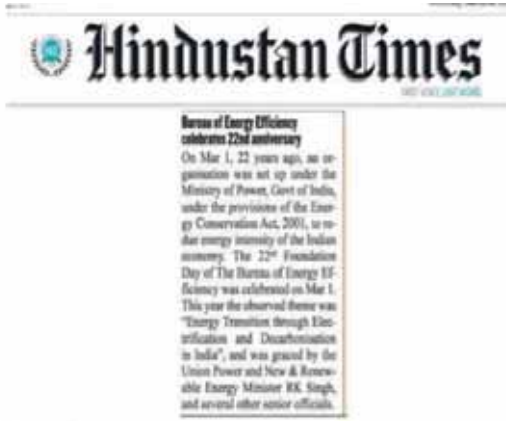 Hindustan Times
Bureau of Energy Efficiency
celebrates 22nd anniversary
On Mar 1, 22 years ago, an or-
ganisation was set up under the
Ministry of Power, Govt of India,
under the provisions of the Ener-
gy Conservation Act, 2001, to re-
due energy intensity of the Indian
economy. The 22nd Foundation
Day of The Bureau of Energy Ef-
ficiency was celebrated on Mar 1.
This year the observed theme was
"Energy Transition through Elec-
trification and Decarbonisation
in India", and was graced by the
Union Power and New & Renew-
able Energy Minister RK Singh,
and several other senior officials.